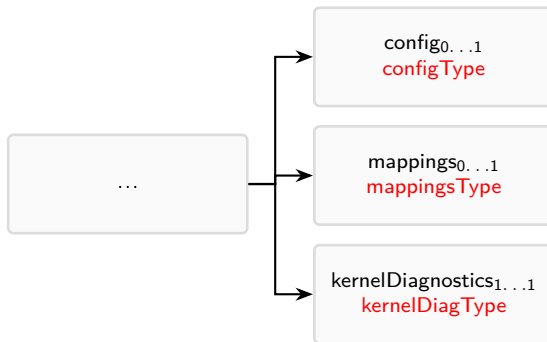 config0...1
configType
...
mappings0...1
mappingsType
kernelDiagnostics1...1
kernelDiagType